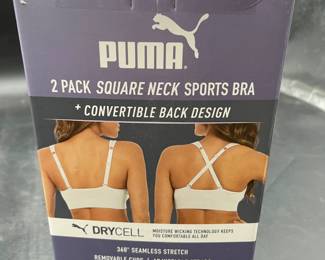 PUMA
2 PACK SQUARE NECK SPORTS BRA
+ CONVERTIBLE BACK DESIGN
DRYCELL
MOISTURE WICKING TECHNOLOGY KEEPS
YOU COMFORTABLE ALL DAY
360° SEAMLESS STRETCH
REMOVABLE CUPS